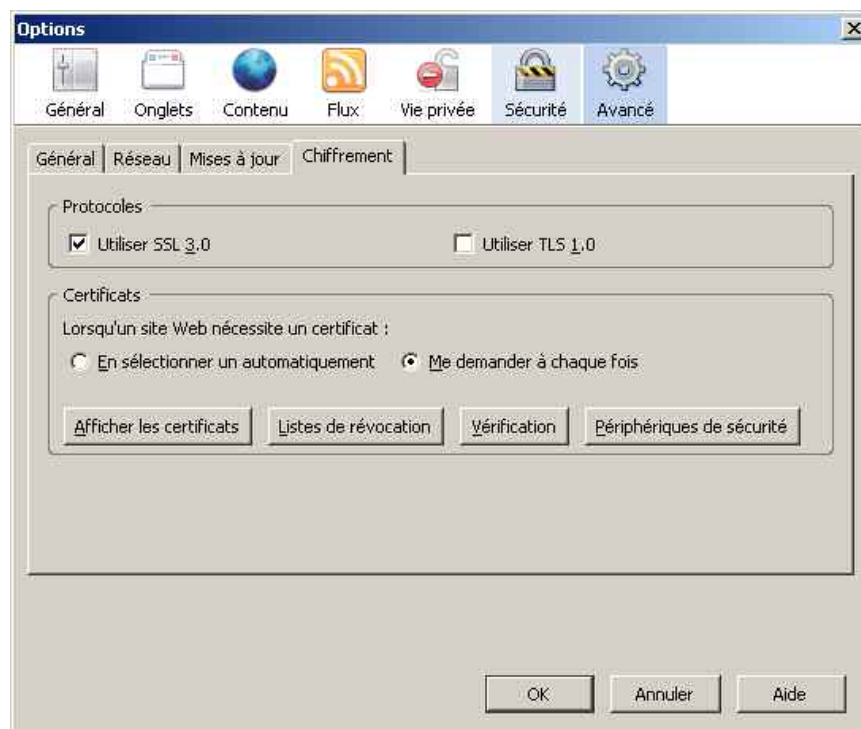 Options
Général Onglets Contenu Flux Vie privée Sécurité Avancé
Général Réseau Mises à jour Chiffrement
Protocoles
Utiliser SSL 3.0 Utiliser TLS 1.0
Certificats
Lorsqu'un site Web nécessite un certificat :
En sélectionner un automatiquement Me demander à chaque fois
Afficher les certificats Listes de révocation Vérification Périphériques de sécurité
OK Annuler Aide